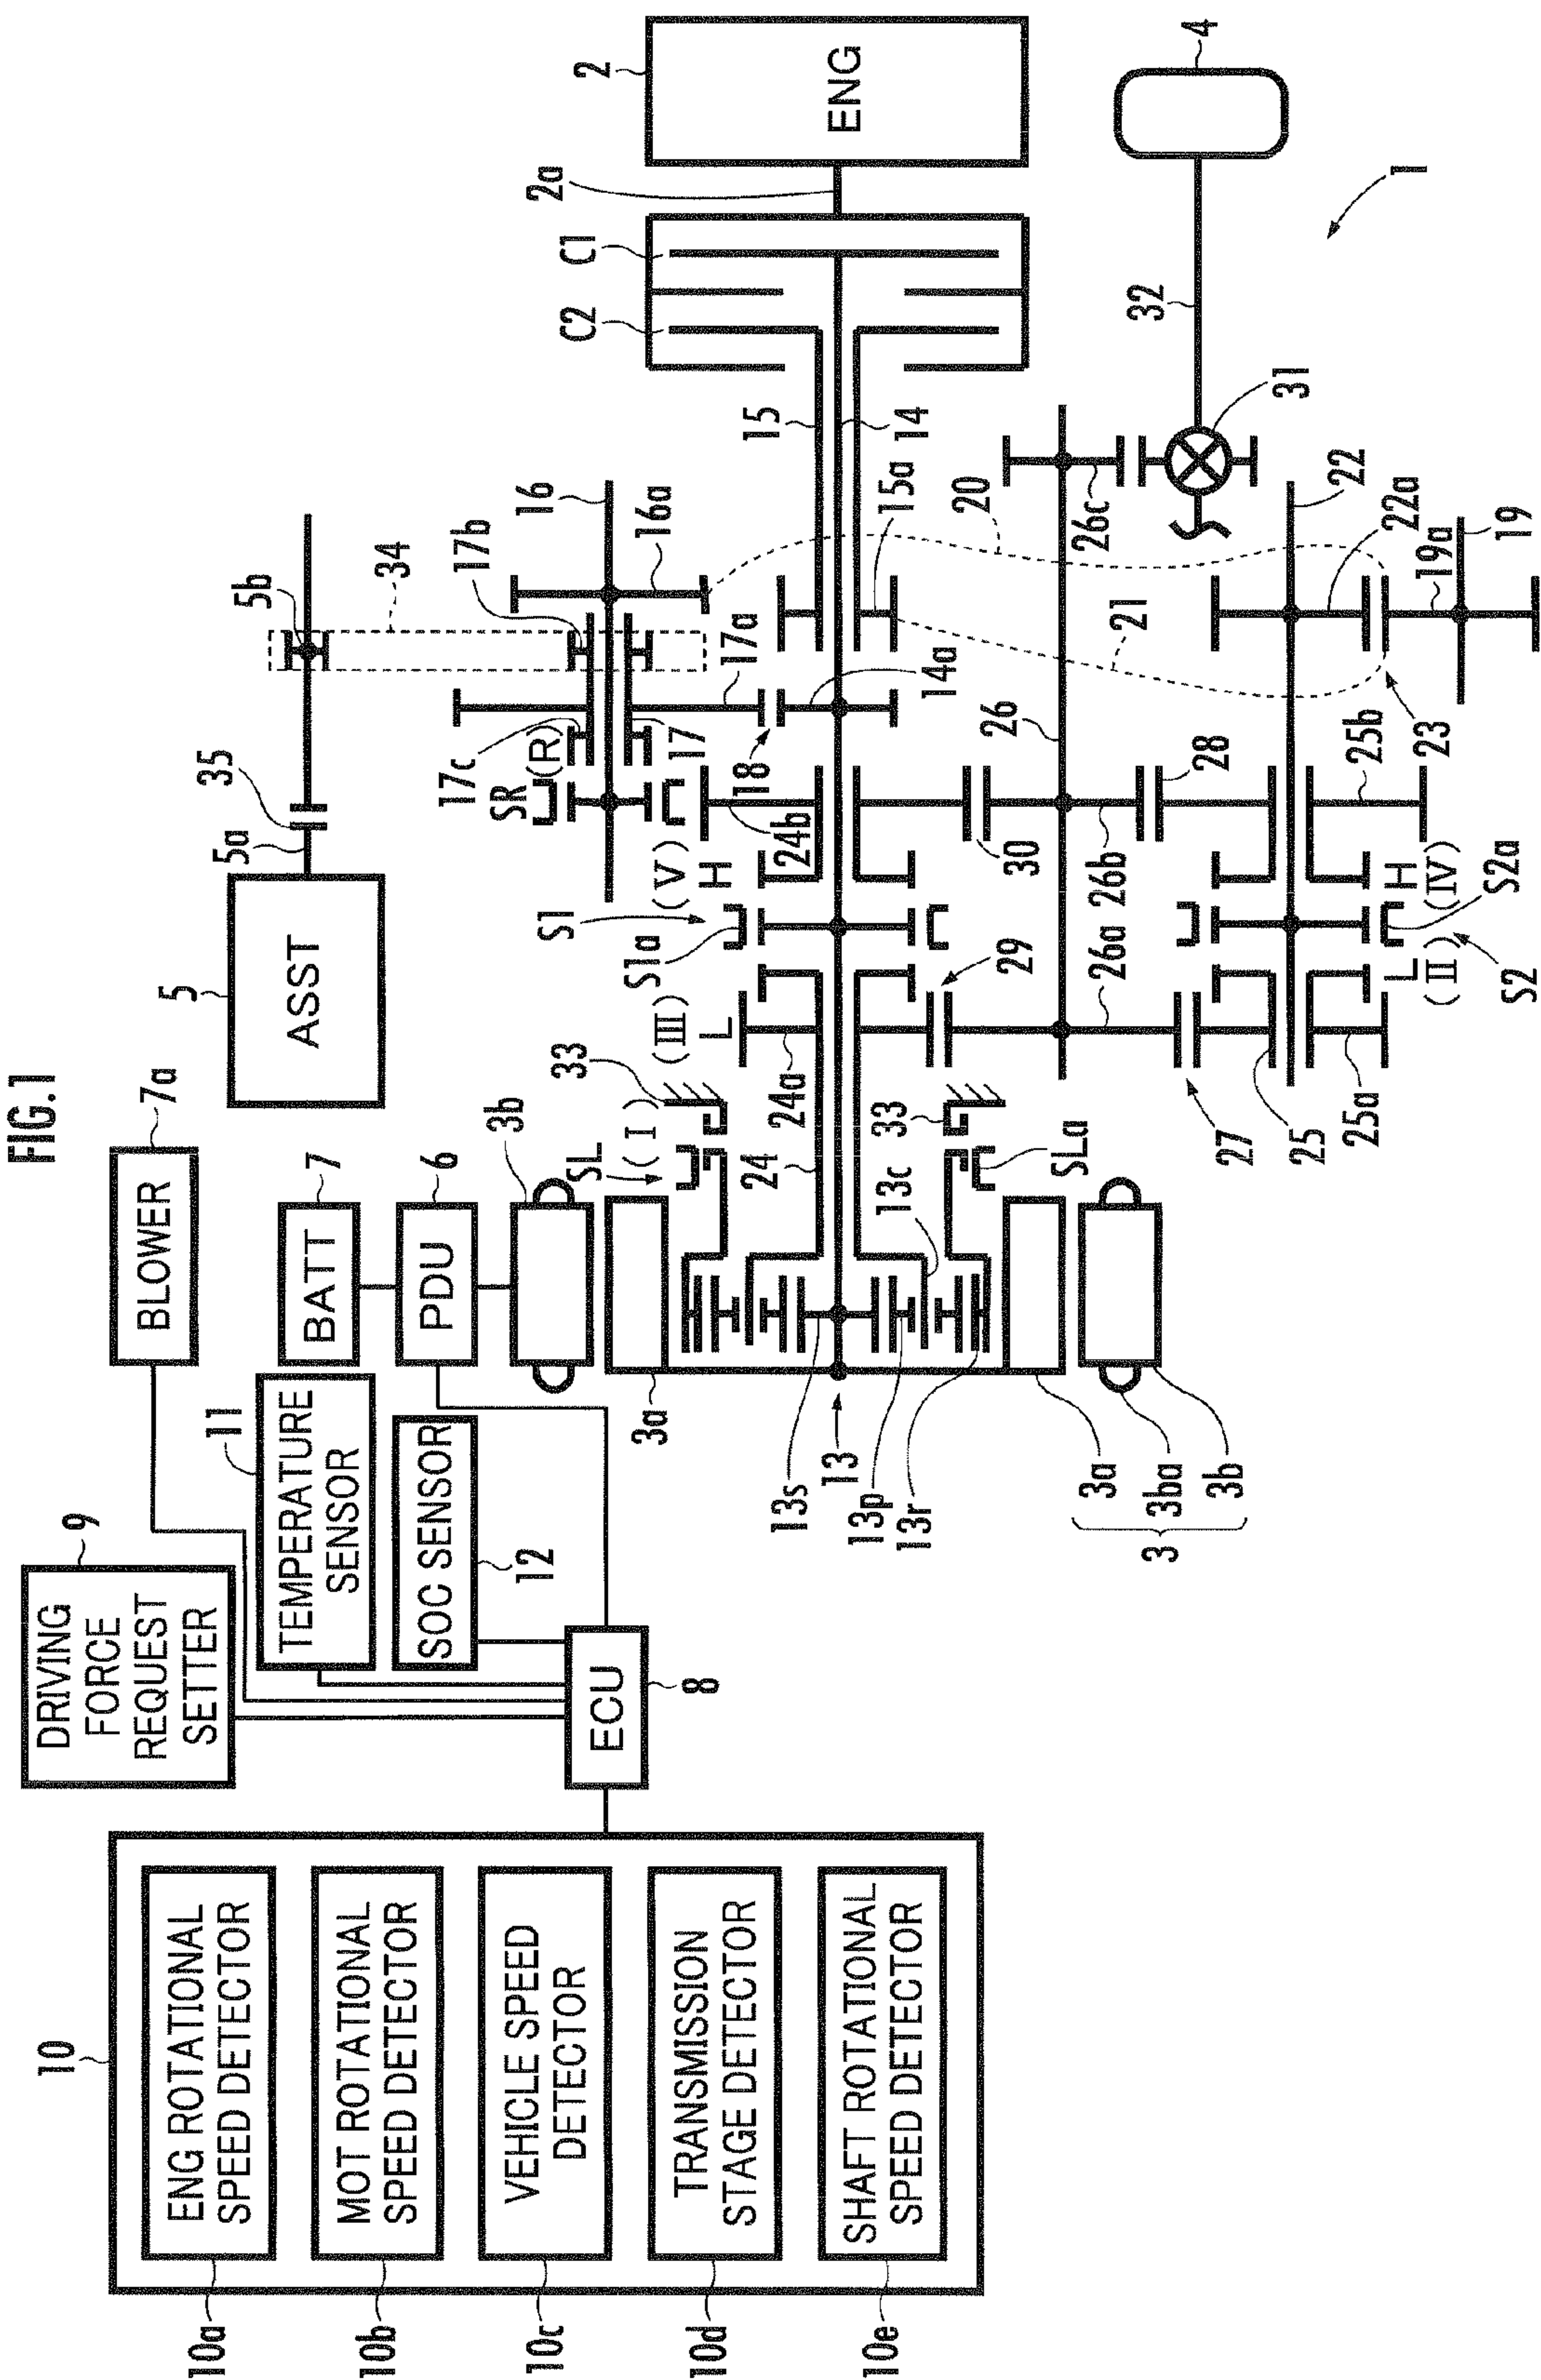 FIG.1
10
ENG ROTATIONAL
SPEED DETECTOR
10a
MOT ROTATIONAL
SPEED DETECTOR
10b
VEHICLE SPEED
DETECTOR
10c
TRANSMISSION
STAGE DETECTOR
10d
SHAFT ROTATIONAL
SPEED DETECTOR
10e
DRIVING
FORCE
REQUEST
SETTER
9
BLOWER
7a
TEMPERATURE
SENSOR
11
SOC SENSOR
12
ECU
8
BATT
7
PDU
6
3b
ASST
5
5a
35
5b
34
17b
16
16a
17c
(R)
SR
17
17a
18
14a
24b
S1
(V)
H
S1a
(III)
L
33
24a
SL
(I)
24
3a
13s
13
13p
13r
13c
SLa
33
3a
3ba
3b
3
29
30
26a
26b
26
28
27
25
25a
L
(II)
H
(IV)
S2
S2a
25b
23
22
22a
19a
19
20
21
15
14
15a
26c
31
32
C2
C1
2a
2
ENG
4
1